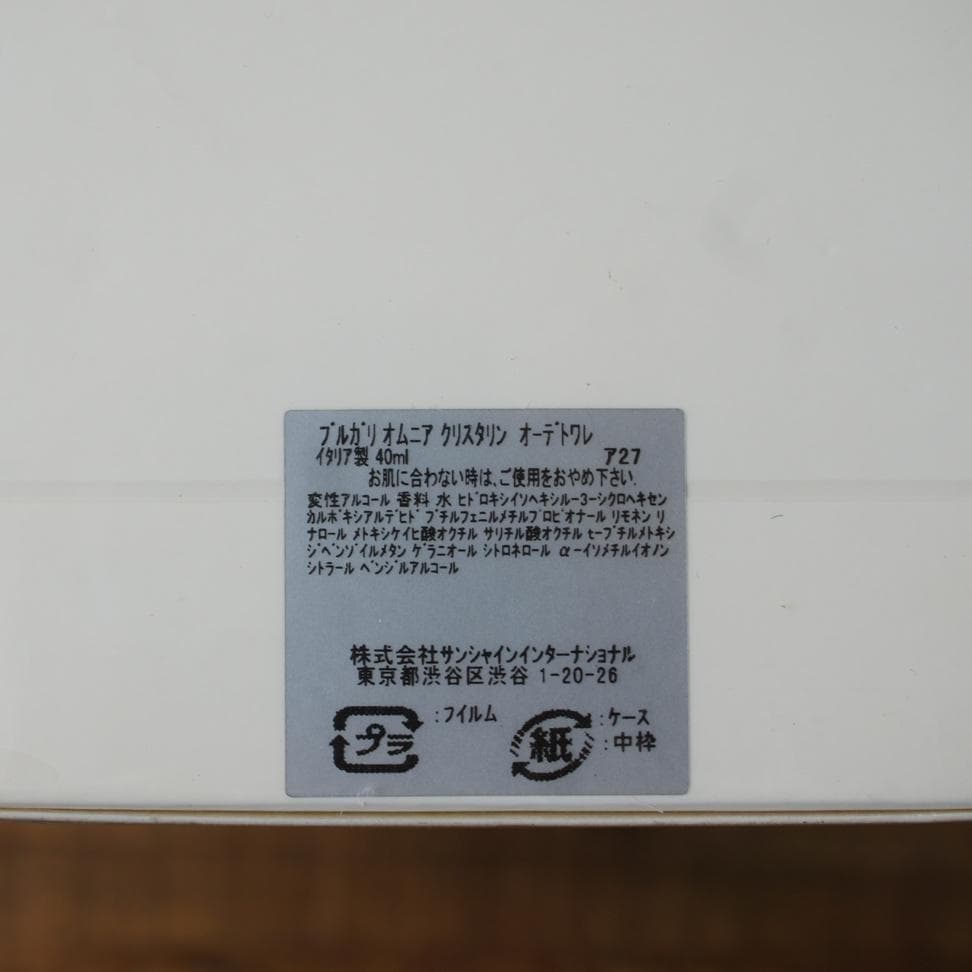 ブルガリ オムニア クリスタリン オーデトワレ
イタリア製 40ml ア27
お肌に合わない時は、ご使用をおやめ下さい.
変性アルコール 香料 水 ヒドロキシイソヘキシル-3-シクロヘキセン
カルボキシアルデヒド ブチルフェニルメチルプロピオナール リモネン リ
ナロール メトキシケイヒ酸オクチル サリチル酸オクチル t-ブチルメトキシ
ジベンゾイルメタン ゲラニオール シトロネロール α-イソメチルイオノン
シトラール ベンジルアルコール
株式会社サンシャインインターナショナル
東京都渋谷区渋谷 1-20-26
プラ :フイルム
紙 :ケース
:中枠